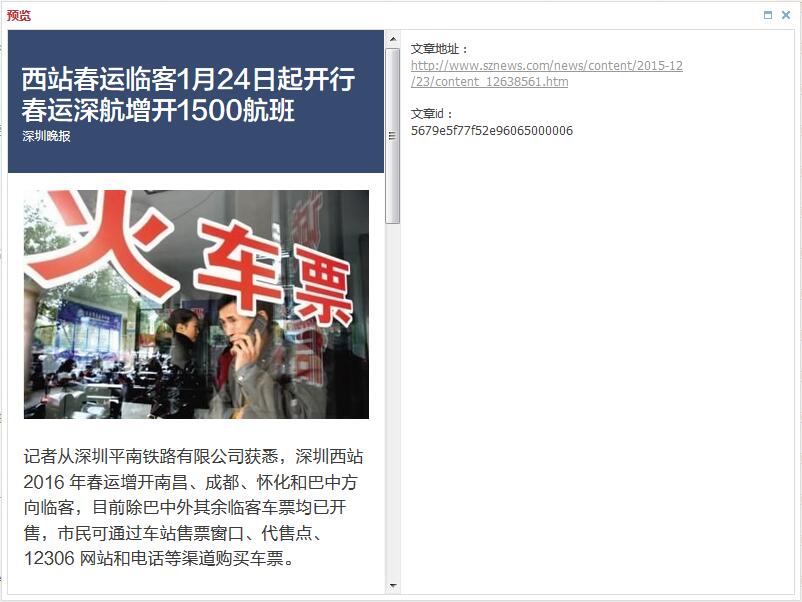 预览
西站春运临客1月24日起开行
春运深航增开1500航班
深圳晚报
火车票
记者从深圳平南铁路有限公司获悉，深圳西站
2016 年春运增开南昌、成都、怀化和巴中方
向临客，目前除巴中外其余临客车票均已开
售，市民可通过车站售票窗口、代售点、
12306 网站和电话等渠道购买车票。
文章地址：
http://www.sznews.com/news/content/2015-12
/23/content_12638561.htm
文章id：
5679e5f77f52e96065000006